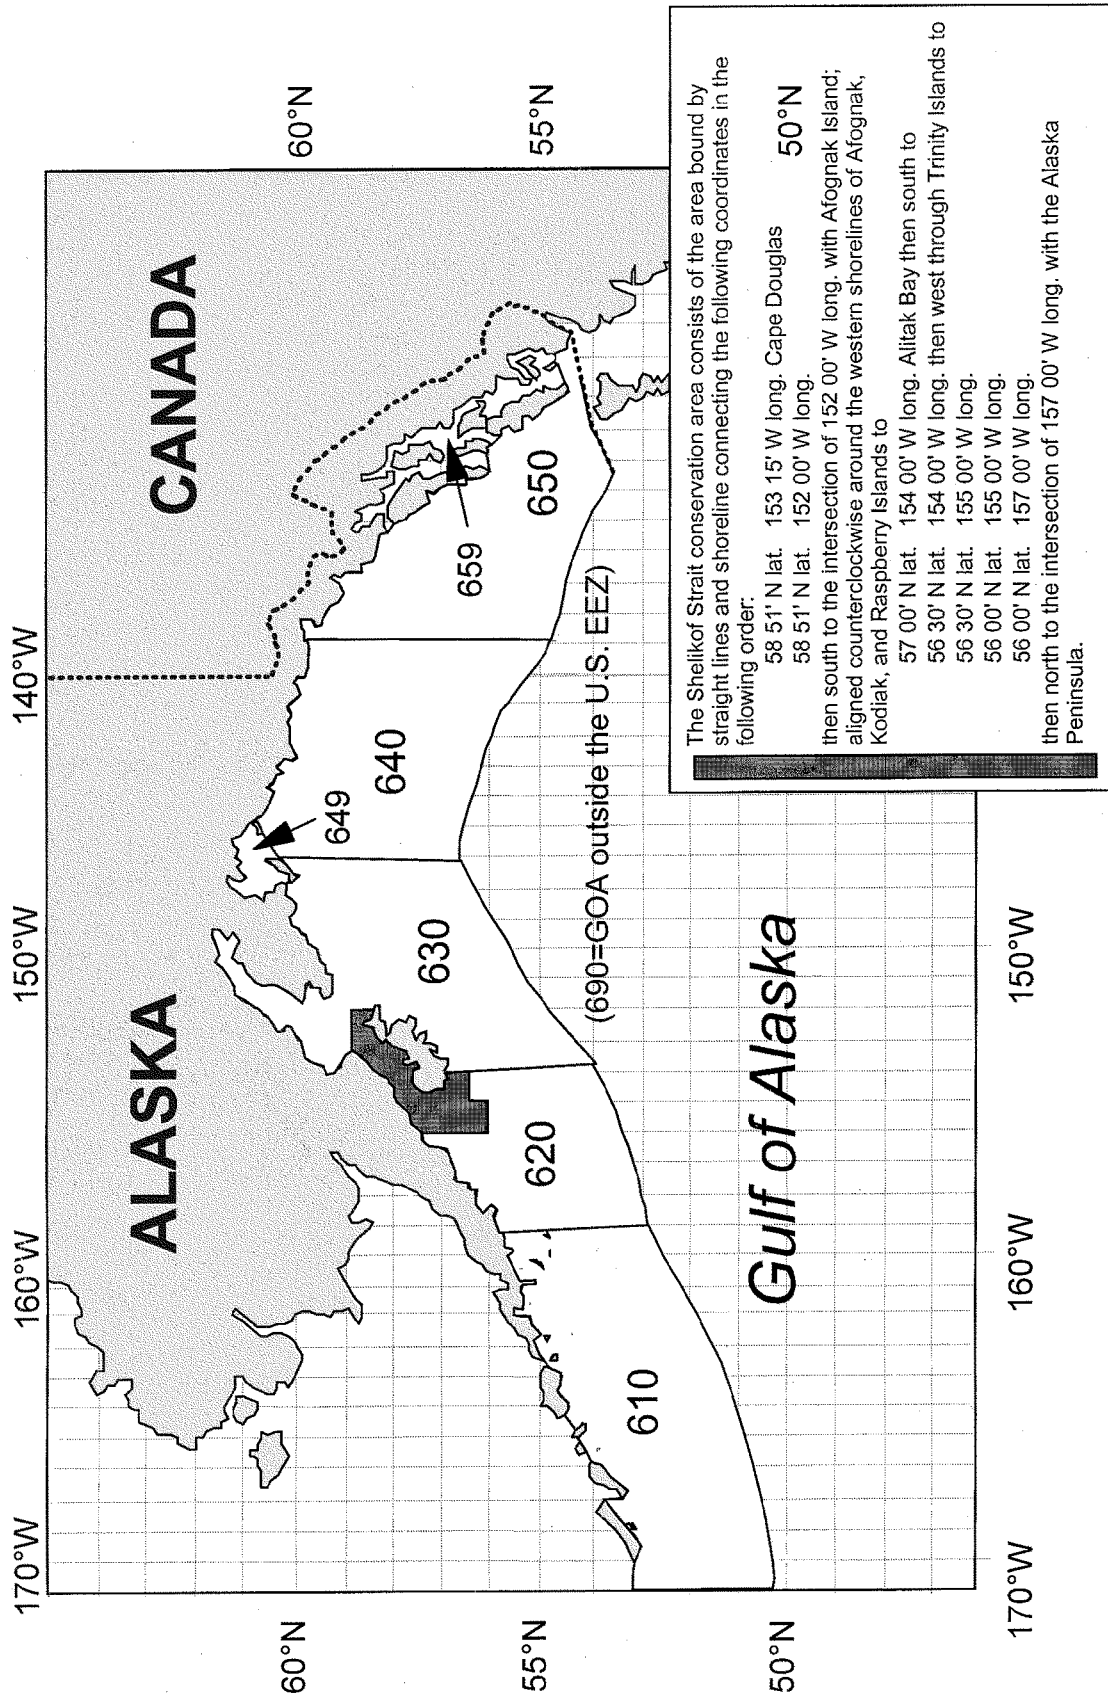 170°W
160°W
150°W
140°W
ALASKA
CANADA
60°N
60°N
649
659
640
650
630
55°N
55°N
620
610
(690=GOA outside the U.S. EEZ)
Gulf of Alaska
50°N
50°N
170°W
160°W
150°W
The Shelikof Strait conservation area consists of the area bound by
straight lines and shoreline connecting the following coordinates in the
following order:
58 51' N lat. 153 15' W long. Cape Douglas
58 51' N lat. 152 00' W long.
then south to the intersection of 152 00' W long. with Afognak Island;
aligned counterclockwise around the western shorelines of Afognak,
Kodiak, and Raspberry Islands to
57 00' N lat. 154 00' W long. Alitak Bay then south to
56 30' N lat. 154 00' W long. then west through Trinity Islands to
56 30' N lat. 155 00' W long.
56 00' N lat. 155 00' W long.
56 00' N lat. 157 00' W long.
then north to the intersection of 157 00' W long. with the Alaska
Peninsula.